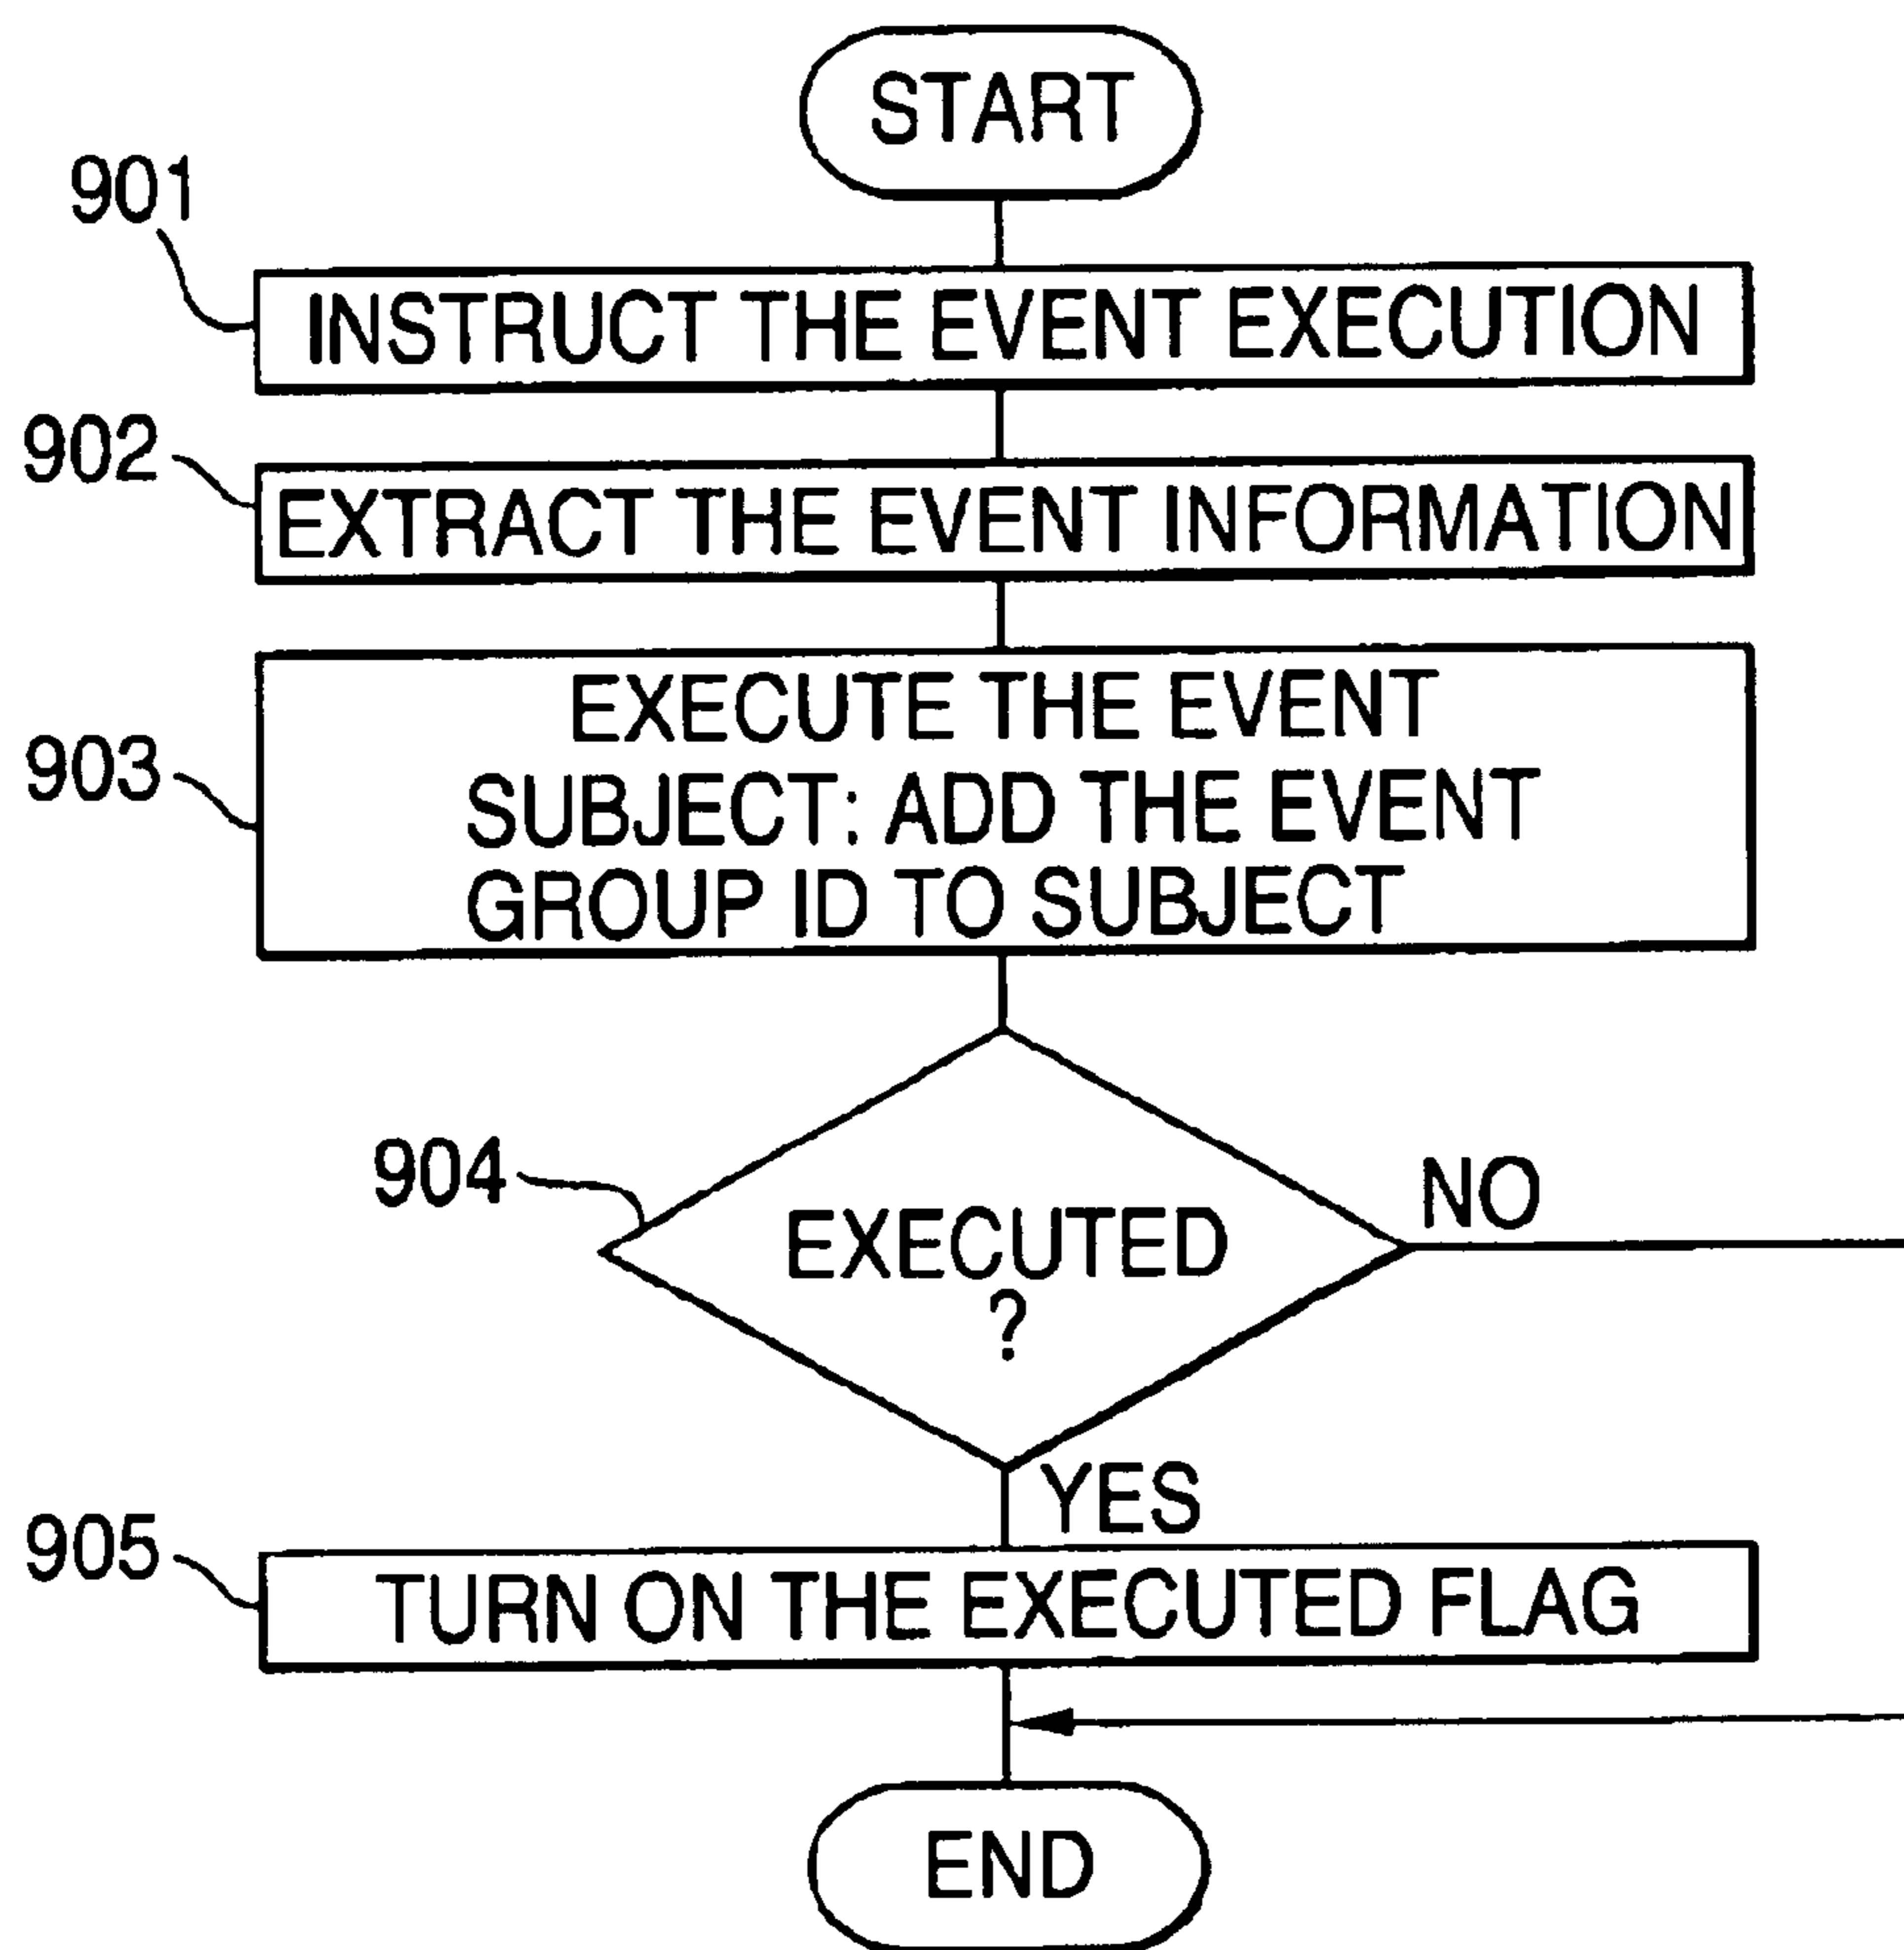 START
901
INSTRUCT THE EVENT EXECUTION
902
EXTRACT THE EVENT INFORMATION
903
EXECUTE THE EVENT
SUBJECT: ADD THE EVENT
GROUP ID TO SUBJECT
904
EXECUTED
?
NO
YES
905
TURN ON THE EXECUTED FLAG
END